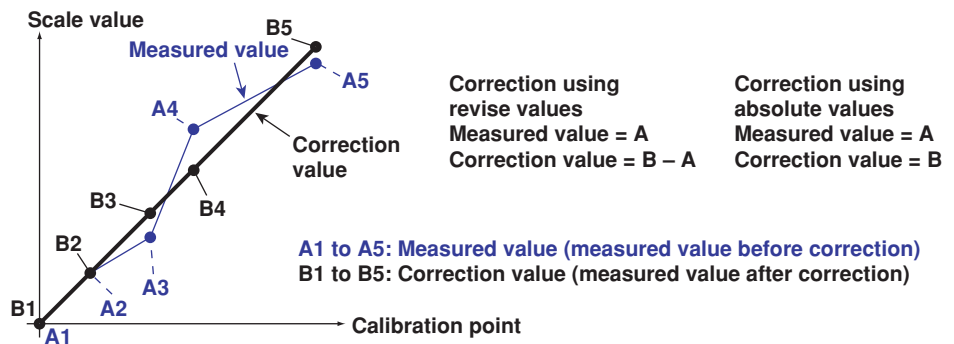 Scale value
B5
Measured value
A5
A4
Correction
value
B3
B4
B2
A3
A2
B1
A1
Calibration point
Correction using
revise values
Measured value = A
Correction value = B – A
Correction using
absolute values
Measured value = A
Correction value = B
A1 to A5: Measured value (measured value before correction)
B1 to B5: Correction value (measured value after correction)